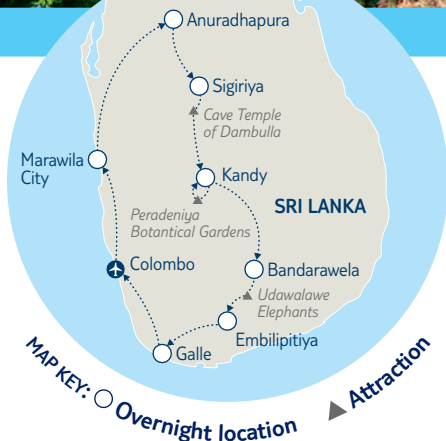 Anuradhapura
Sigiriya
Cave Temple
of Dambulla
Marawila
City
Kandy
SRI LANKA
Peradeniya
Botantical Gardens
Colombo
Bandarawela
Udawalawe
Elephants
Embilipitiya
Galle
MAP KEY: Overnight location Attraction